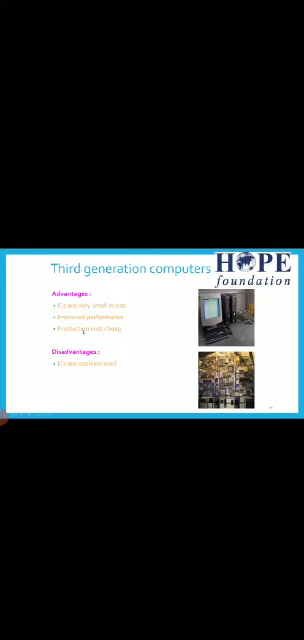 HOPE
foundation
Third generation computers
Advantages :
• ICs are very small in size
• Improved performance
• Production cost cheap
Disadvantages :
• ICs are sophisticated